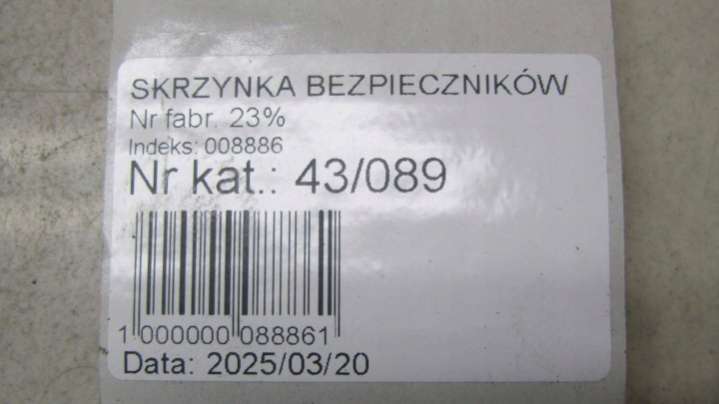 SKRZYNKA BEZPIECZNIKÓW
Nr fabr. 23%
Indeks: 008886
Nr kat.: 43/089
1 000000 088861
Data: 2025/03/20